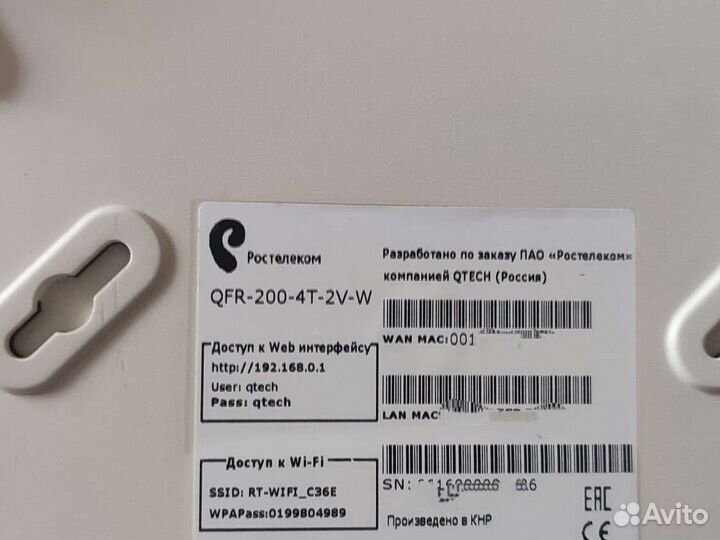 Ростелеком
QFR-200-4T-2V-W
Доступ к Web интерфейсу
http://192.168.0.1
User: qtech
Pass: qtech
Доступ к Wi-Fi
SSID: RT-WIFI_C36E
WPAPass:0199804989
Разработано по заказу ПАО «Ростелеком»
компанией QTECH (Россия)
WAN MAC:001
LAN MAC:
SN:
Произведено в КНР
EAC
CE
Avito